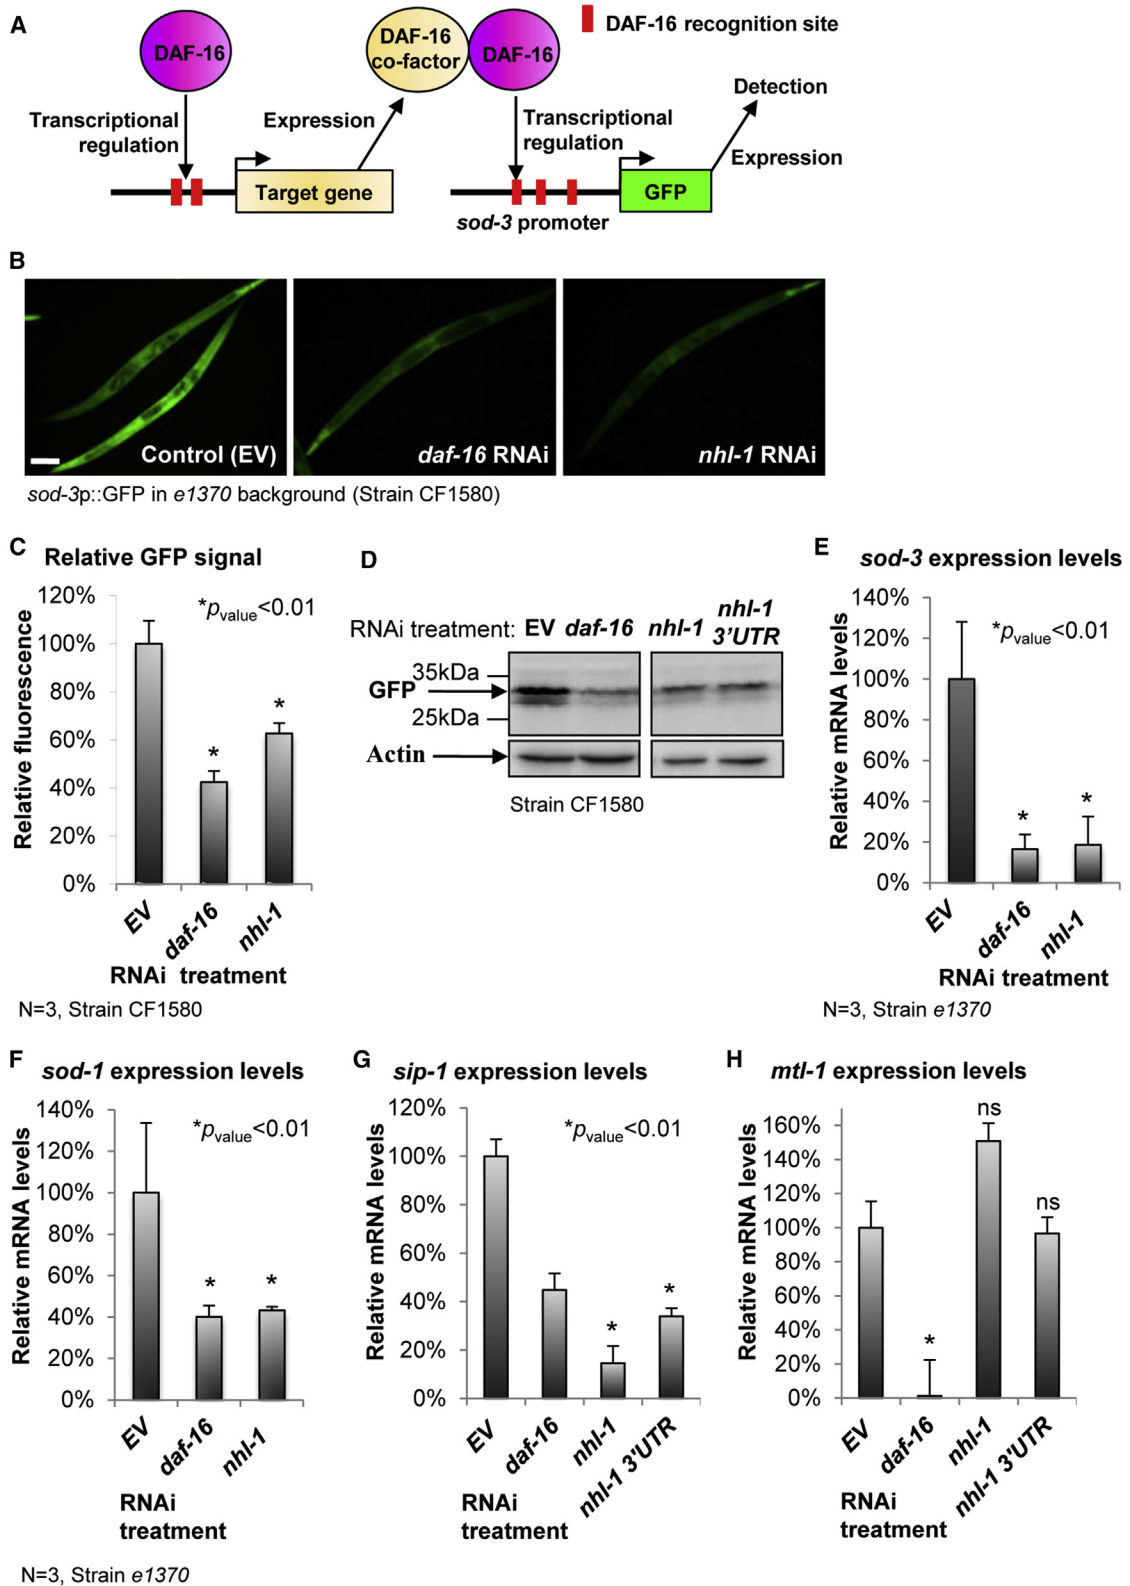 A
DAF-16
DAF-16
co-factor
DAF-16
DAF-16 recognition site
Transcriptional
regulation
Expression
Transcriptional
regulation
Detection
Expression
Target gene
GFP
sod-3 promoter
B
Control (EV)
daf-16 RNAi
nhl-1 RNAi
sod-3p::GFP in e1370 background (Strain CF1580)
C
Relative GFP signal
*pvalue<0.01
Relative fluorescence
120%
100%
80%
60%
40%
20%
0%
*
*
EV
daf-16
nhl-1
RNAi treatment
N=3, Strain CF1580
D
RNAi treatment: EV daf-16 nhl-1 nhl-1
3'UTR
35kDa
GFP
25kDa
Actin
Strain CF1580
E
sod-3 expression levels
*pvalue<0.01
Relative mRNA levels
140%
120%
100%
80%
60%
40%
20%
0%
*
*
EV
daf-16
nhl-1
RNAi treatment
N=3, Strain e1370
F
sod-1 expression levels
*pvalue<0.01
Relative mRNA levels
140%
120%
100%
80%
60%
40%
20%
0%
*
*
EV
daf-16
nhl-1
RNAi
treatment
N=3, Strain e1370
G
sip-1 expression levels
*pvalue<0.01
Relative mRNA levels
120%
100%
80%
60%
40%
20%
0%
*
*
EV
daf-16
nhl-1
nhl-1 3'UTR
RNAi
treatment
H
mtl-1 expression levels
Relative mRNA levels
160%
140%
120%
100%
80%
60%
40%
20%
0%
*
ns
ns
EV
daf-16
nhl-1
nhl-1 3'UTR
RNAi
treatment